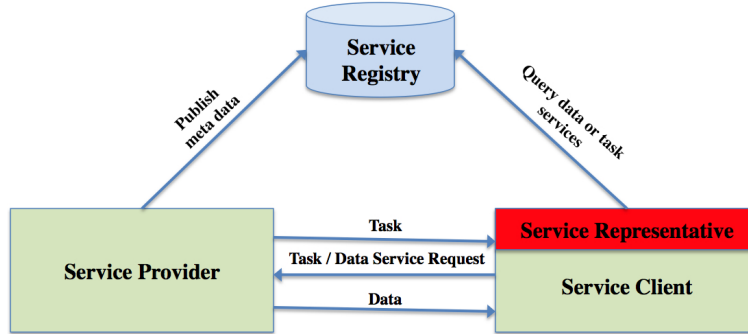 Service
Registry
Publish
meta data
Query data or task
services
Task
Service Representative
Task / Data Service Request
Service Provider
Service Client
Data